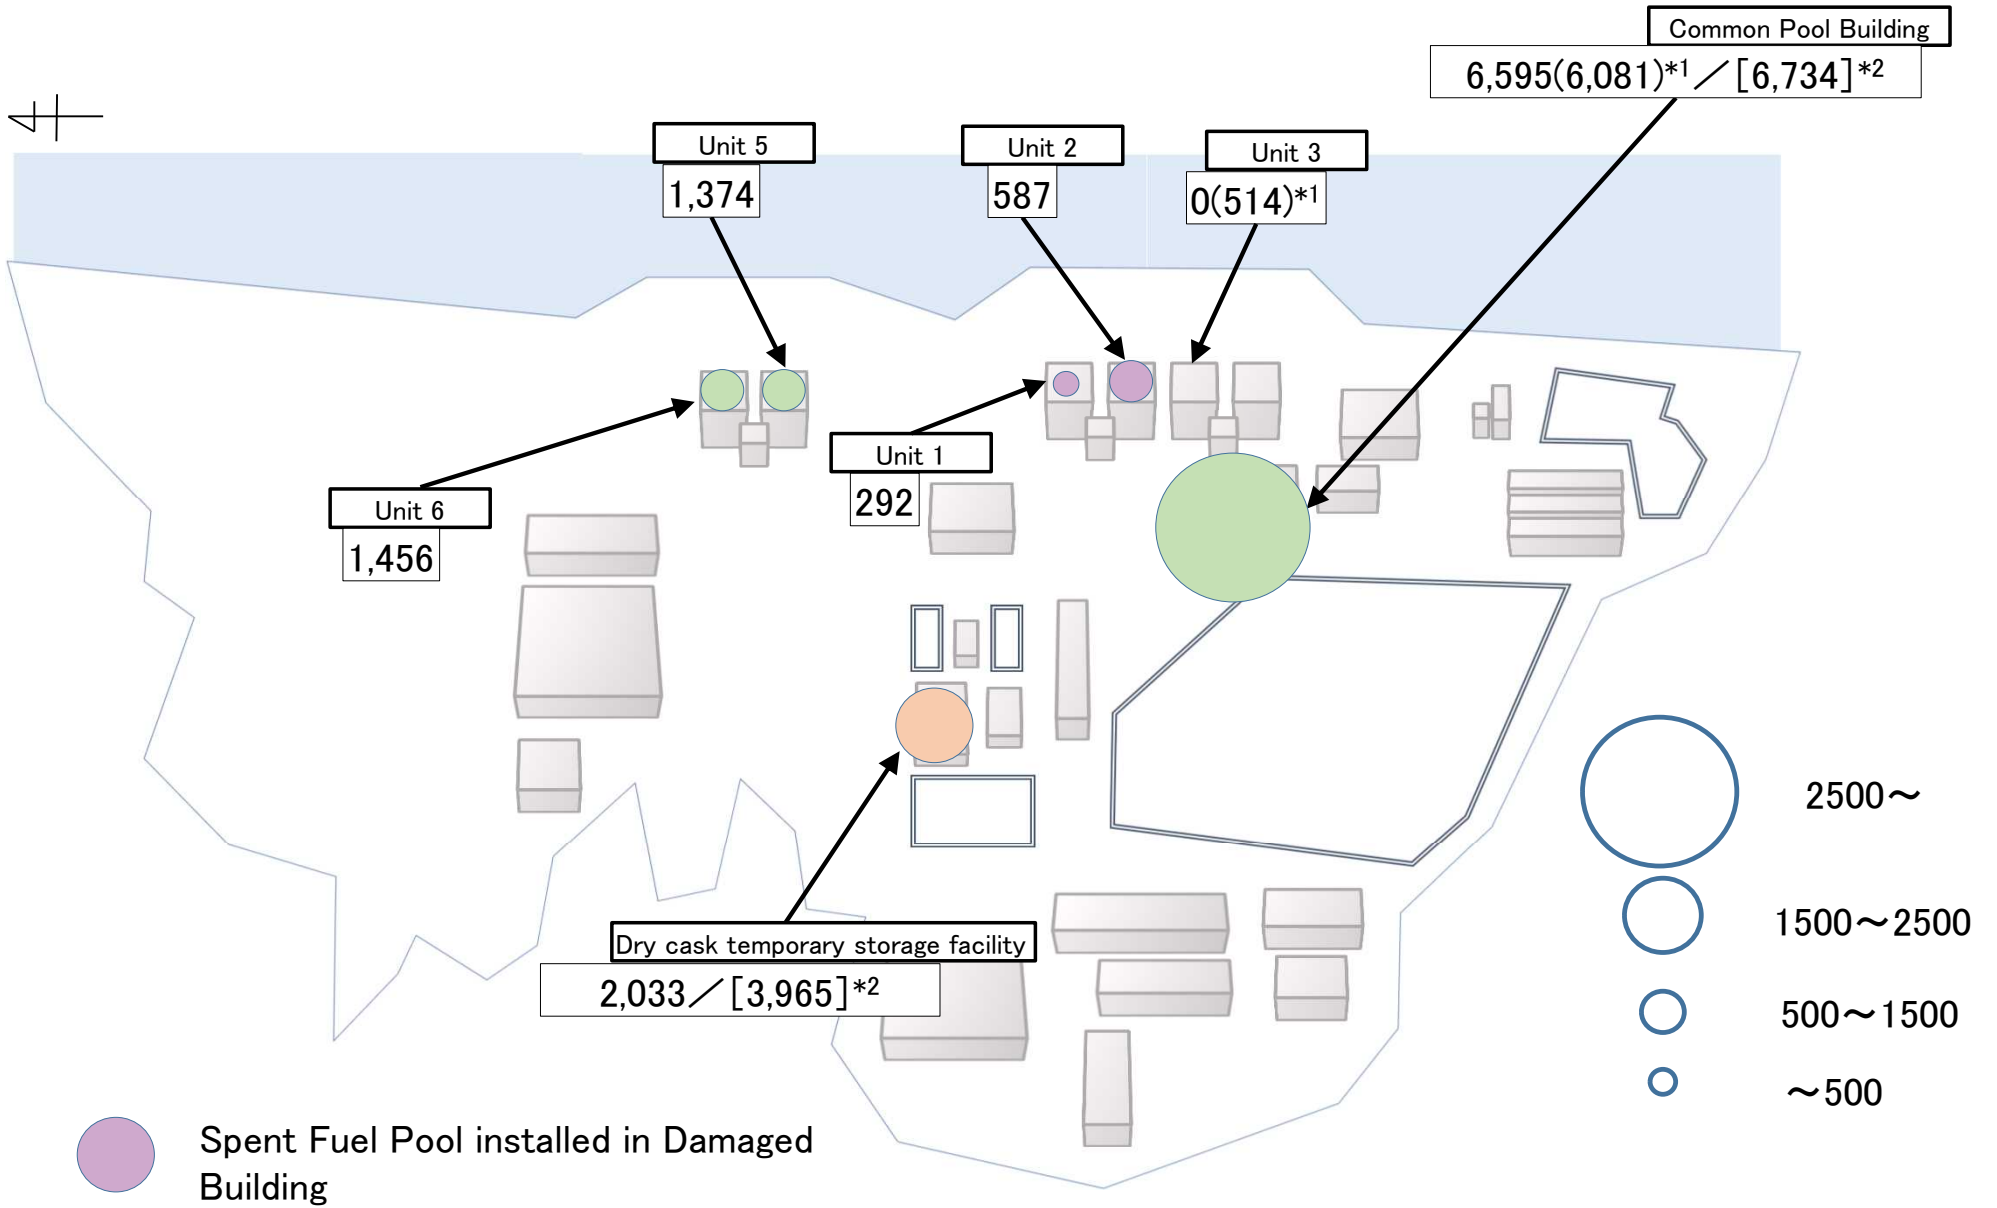 Common Pool Building
6,595(6,081)*1／[6,734]*2
Unit 5
1,374
Unit 2
587
Unit 3
0(514)*1
Unit 1
292
Unit 6
1,456
Dry cask temporary storage facility
2,033／[3,965]*2
2500～
1500～2500
500～1500
～500
Spent Fuel Pool installed in Damaged
Building